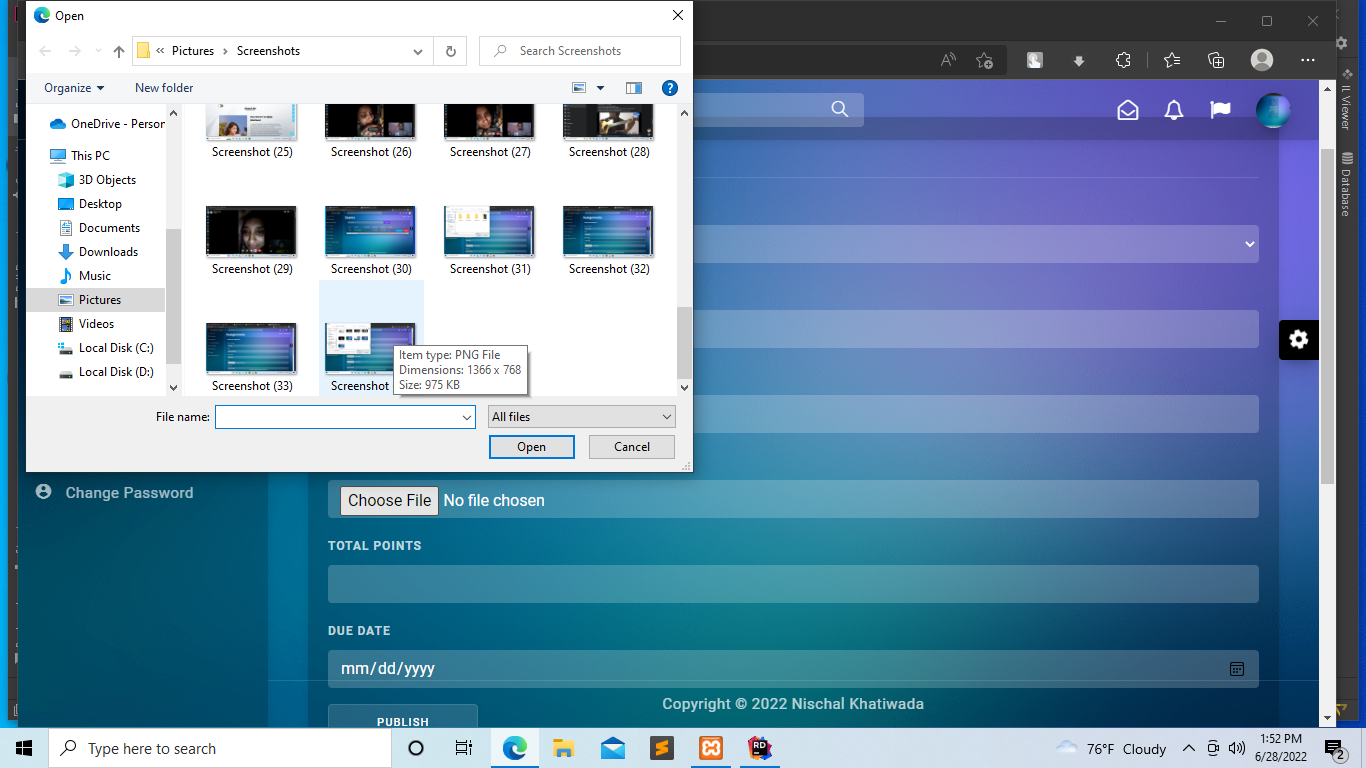 Open
Pictures
Screenshots
Search Screenshots
Organize
New folder
OneDrive - Person
This PC
3D Objects
Desktop
Documents
Downloads
Music
Pictures
Videos
Local Disk (C:)
Local Disk (D:)
Screenshot (25)
Screenshot (26)
Screenshot (27)
Screenshot (28)
Screenshot (29)
Screenshot (30)
Screenshot (31)
Screenshot (32)
Screenshot (33)
Screenshot
Item type: PNG File
Dimensions: 1366 x 768
Size: 975 KB
File name:
All files
Open
Cancel
IL Viewer
Database
Change Password
Choose File No file chosen
TOTAL POINTS
DUE DATE
mm/dd/yyyy
Copyright © 2022 Nischal Khatiwada
PUBLISH
Type here to search
RD
76°F Cloudy
1:52 PM
6/28/2022
2